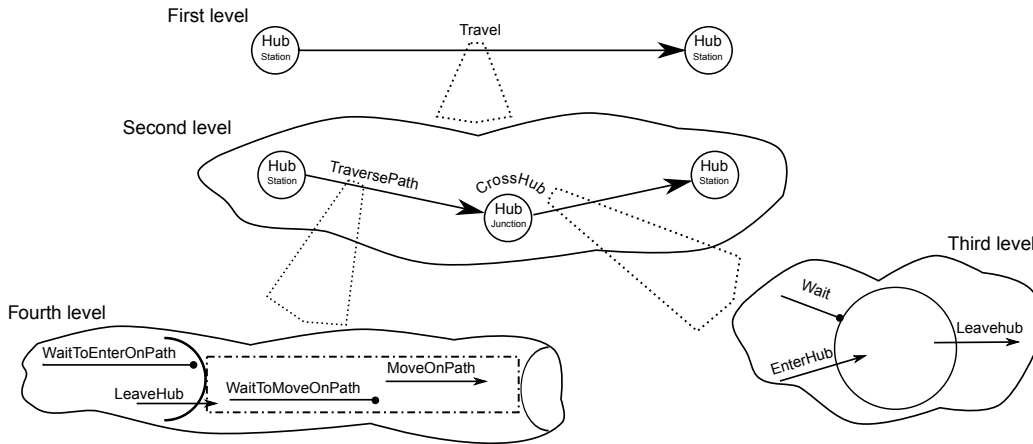 First level
Travel
Hub
Station
Hub
Station
Second level
Hub
Station
TraversePath
CrossHub
Hub
Junction
Hub
Station
Third level
Wait
EnterHub
Leavehub
Fourth level
WaitToEnterOnPath
LeaveHub
WaitToMoveOnPath
MoveOnPath